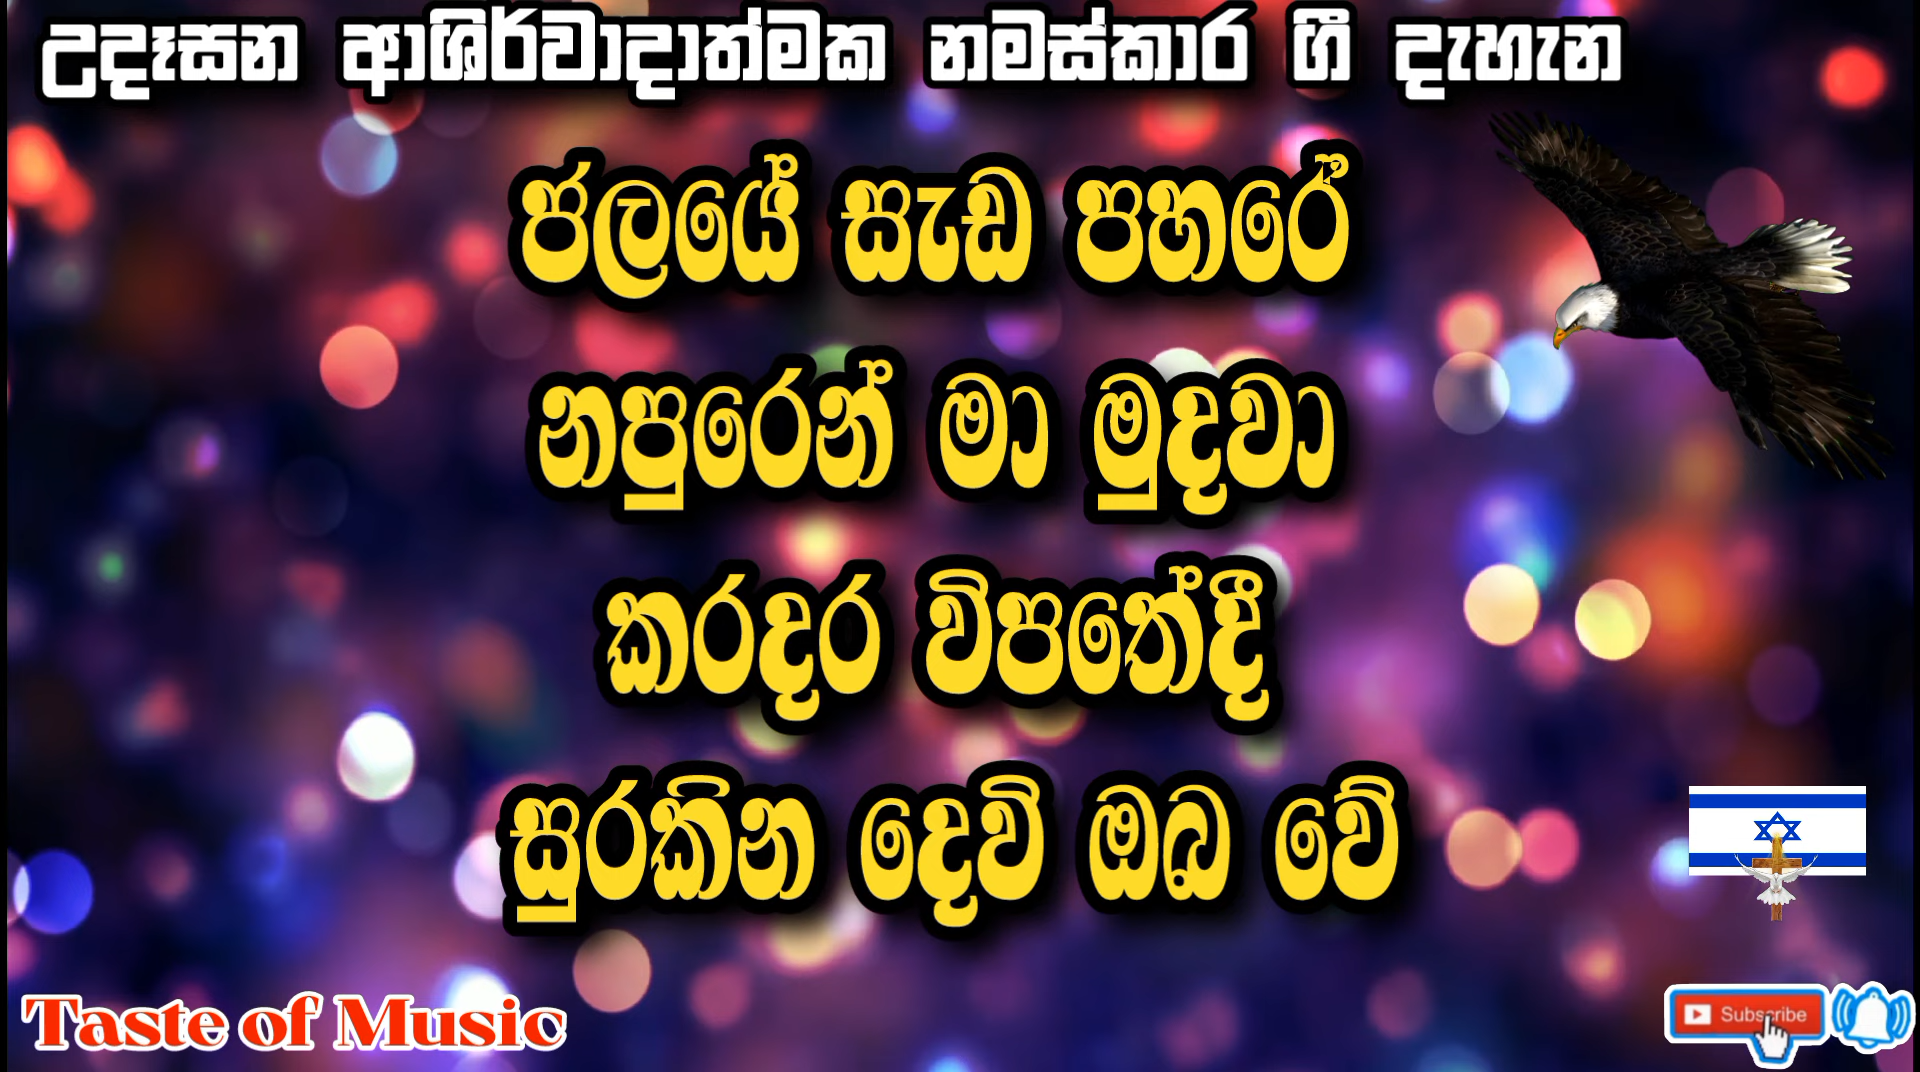 උදෑසන ආශිර්වාදාත්මක නමස්කාර ගී දැහැන
ජලයේ සැඩ පහරේ
නපුරෙන් මා මුදවා
කරදර විපතේදී
සුරකින දෙවි ඔබ වේ
Taste of Music
Subscribe